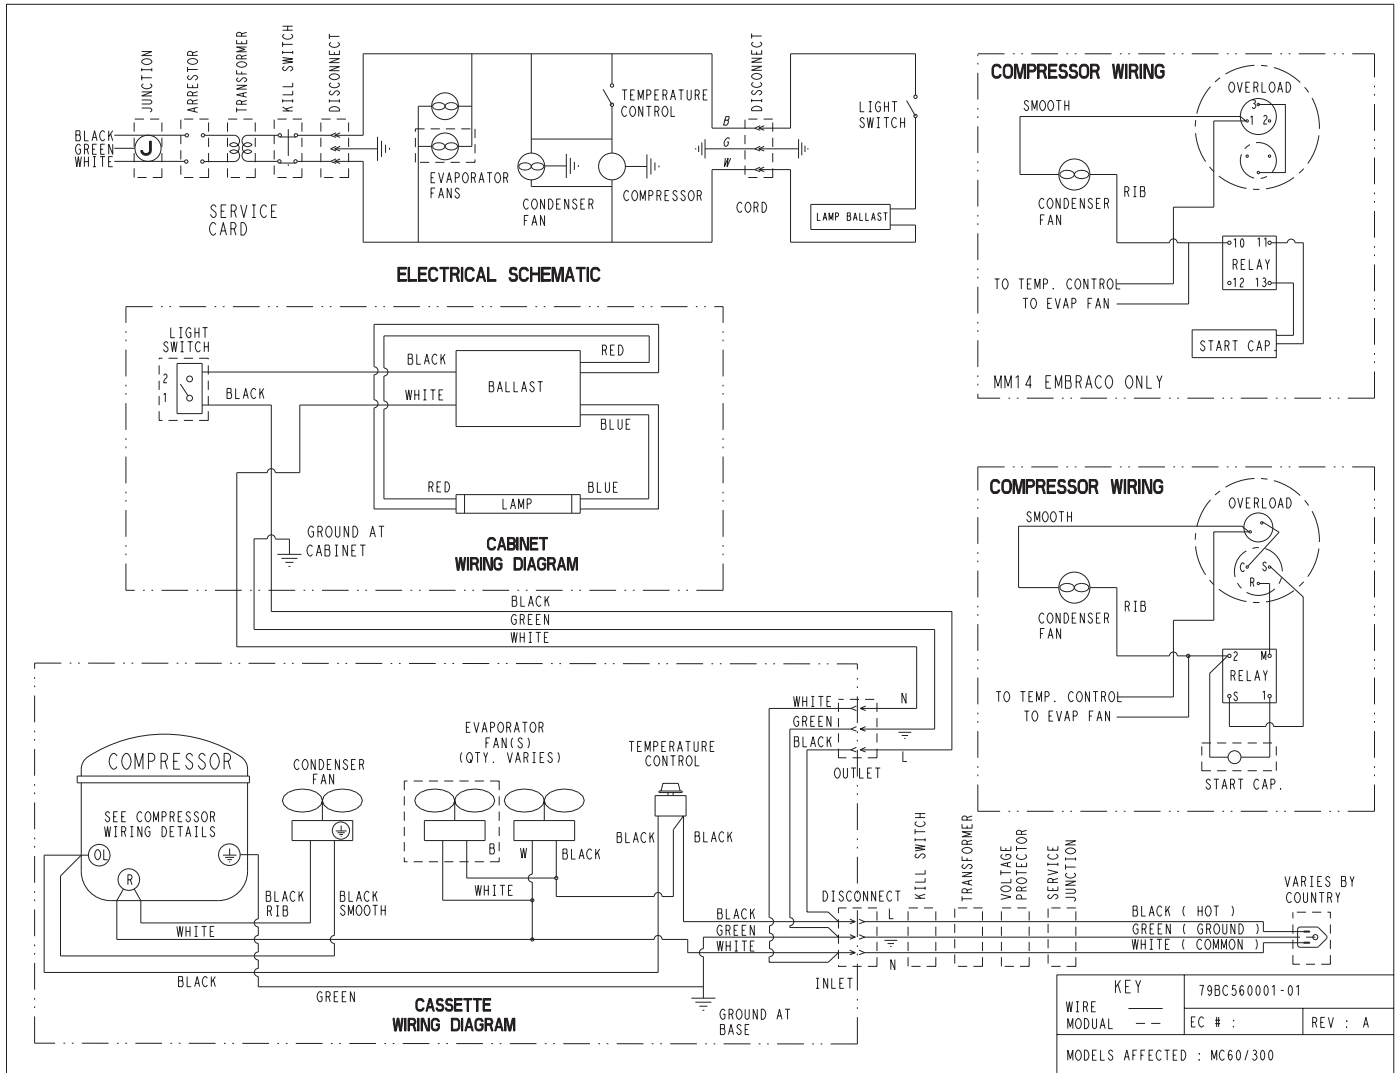 JUNCTION
ARRESTOR
TRANSFORMER
KILL SWITCH
DISCONNECT
BLACK
GREEN
WHITE
J
SERVICE
CARD
EVAPORATOR
FANS
CONDENSER
FAN
TEMPERATURE
CONTROL
COMPRESSOR
DISCONNECT
B
G
W
CORD
LIGHT
SWITCH
LAMP BALLAST
ELECTRICAL SCHEMATIC
COMPRESSOR WIRING
OVERLOAD
SMOOTH
3
1 2
CONDENSER
FAN
RIB
10 11
RELAY
12 13
TO TEMP. CONTROL
TO EVAP FAN
START CAP.
MM14 EMBRACO ONLY
LIGHT
SWITCH
2
1
BLACK
BLACK
WHITE
BALLAST
RED
BLUE
RED
LAMP
BLUE
GROUND AT
CABINET
CABINET
WIRING DIAGRAM
BLACK
GREEN
WHITE
COMPRESSOR WIRING
OVERLOAD
SMOOTH
C S
R
CONDENSER
FAN
RIB
2 M
RELAY
S 1
TO TEMP. CONTROL
TO EVAP FAN
START CAP.
COMPRESSOR
SEE COMPRESSOR
WIRING DETAILS
OL
R
CONDENSER
FAN
EVAPORATOR
FAN(S)
(QTY. VARIES)
TEMPERATURE
CONTROL
B
W
BLACK
WHITE
BLACK
BLACK
BLACK
RIB
BLACK
SMOOTH
WHITE
BLACK
GREEN
WHITE
GREEN
BLACK
N
L
OUTLET
DISCONNECT
BLACK
GREEN
WHITE
L
N
INLET
GROUND AT
BASE
CASSETTE
WIRING DIAGRAM
KILL SWITCH
TRANSFORMER
VOLTAGE
PROTECTOR
SERVICE
JUNCTION
BLACK ( HOT )
GREEN ( GROUND )
WHITE ( COMMON )
VARIES BY
COUNTRY
KEY
WIRE
MODUAL
79BC560001-01
EC # :
REV : A
MODELS AFFECTED : MC60/300